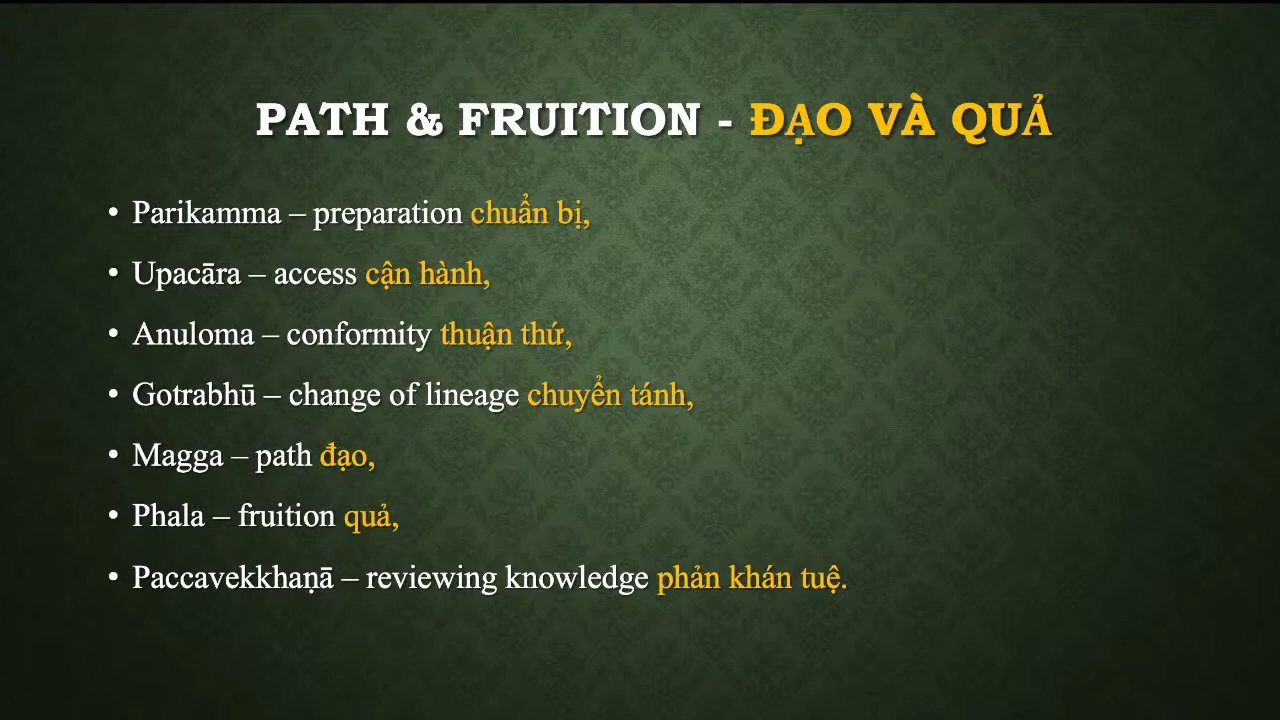 PATH & FRUITION - ĐẠO VÀ QUẢ
• Parikamma – preparation chuẩn bị,
• Upacāra – access cận hành,
• Anuloma – conformity thuận thứ,
• Gotrabhū – change of lineage chuyển tánh,
• Magga – path đạo,
• Phala – fruition quả,
• Paccavekkhaṇā – reviewing knowledge phản khán tuệ.